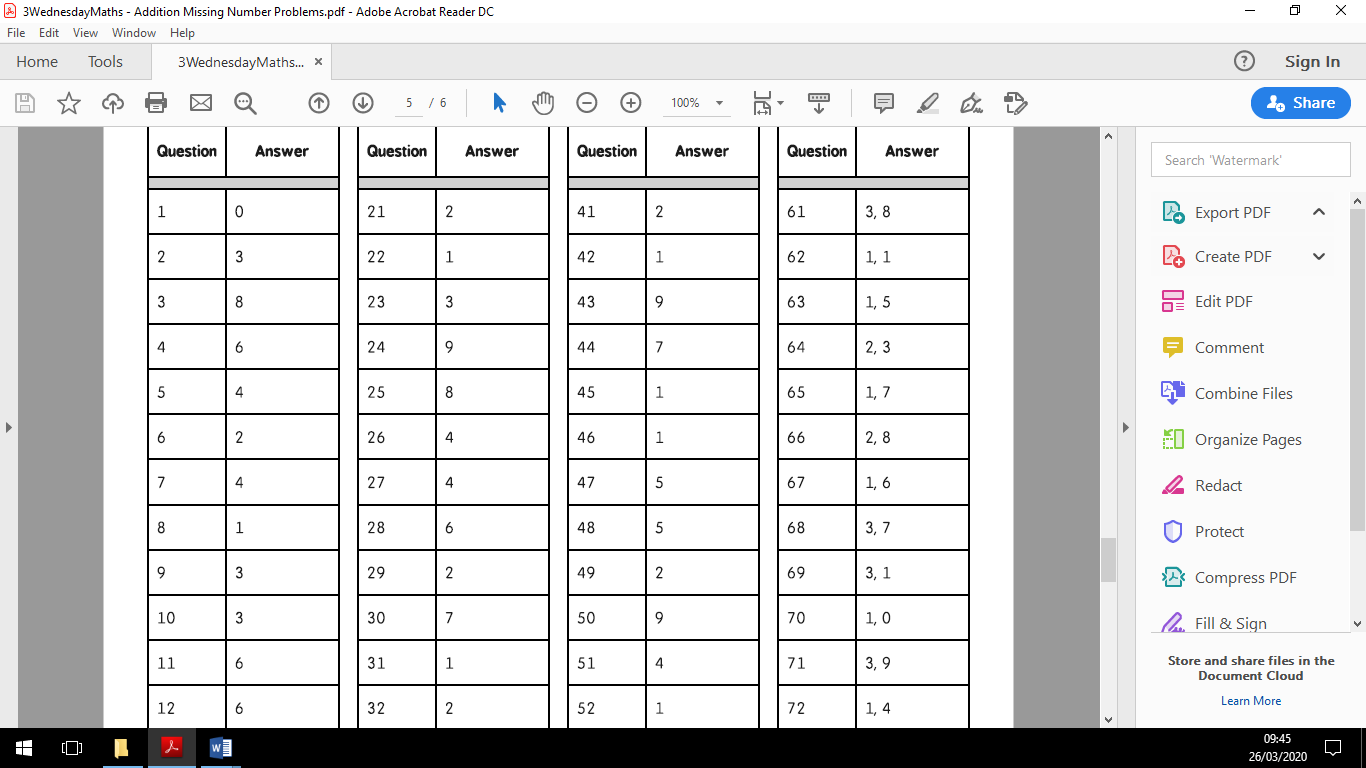 3WednesdayMaths - Addition Missing Number Problems.pdf - Adobe Acrobat Reader DC
File Edit View Window Help
Home Tools 3WednesdayMaths... × ? Sign In
5 / 6 100% Share
Question Answer Question Answer Question Answer Question Answer
1 0 21 2 41 2 61 3, 8
2 3 22 1 42 1 62 1, 1
3 8 23 3 43 9 63 1, 5
4 6 24 9 44 7 64 2, 3
5 4 25 8 45 1 65 1, 7
6 2 26 4 46 1 66 2, 8
7 4 27 4 47 5 67 1, 6
8 1 28 6 48 5 68 3, 7
9 3 29 2 49 2 69 3, 1
10 3 30 7 50 9 70 1, 0
11 6 31 1 51 4 71 3, 9
12 6 32 2 52 1 72 1, 4
Search 'Watermark'
Export PDF
Create PDF
Edit PDF
Comment
Combine Files
Organize Pages
Redact
Protect
Compress PDF
Fill & Sign
Store and share files in the
Document Cloud
Learn More
09:45
26/03/2020